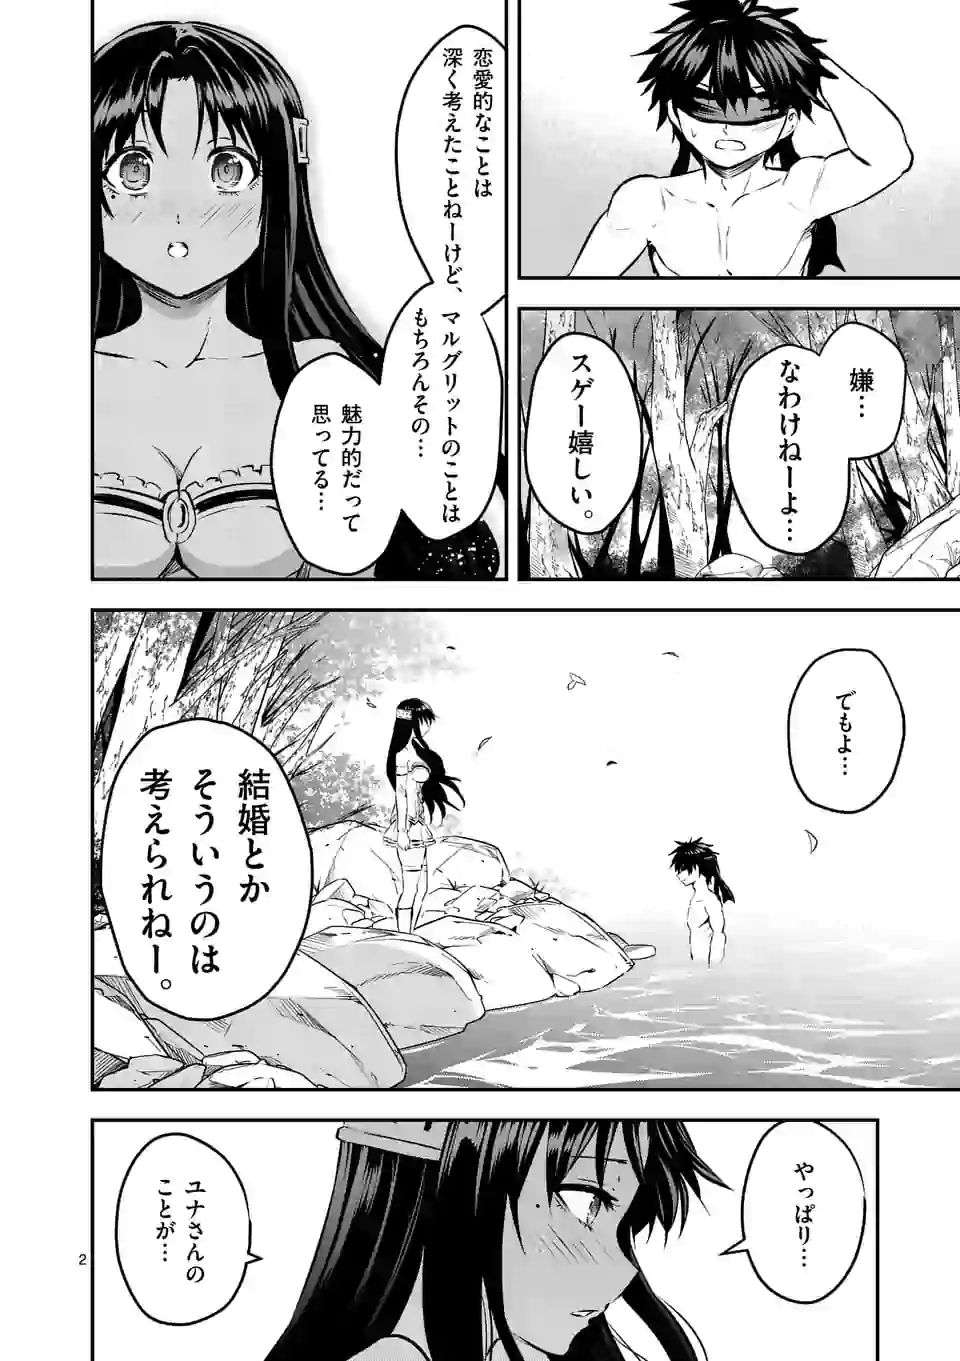 嫌…
なわけねーよ…
スゲー嬉しい。
恋愛的なことは
深く考えたことねーけど、
マルグリットのことは
もちろんその…
魅力的だって
思ってる…
でもよ…
結婚とか
そういうのは
考えられねー。
やっぱり…
ユナさんの
ことが…
2